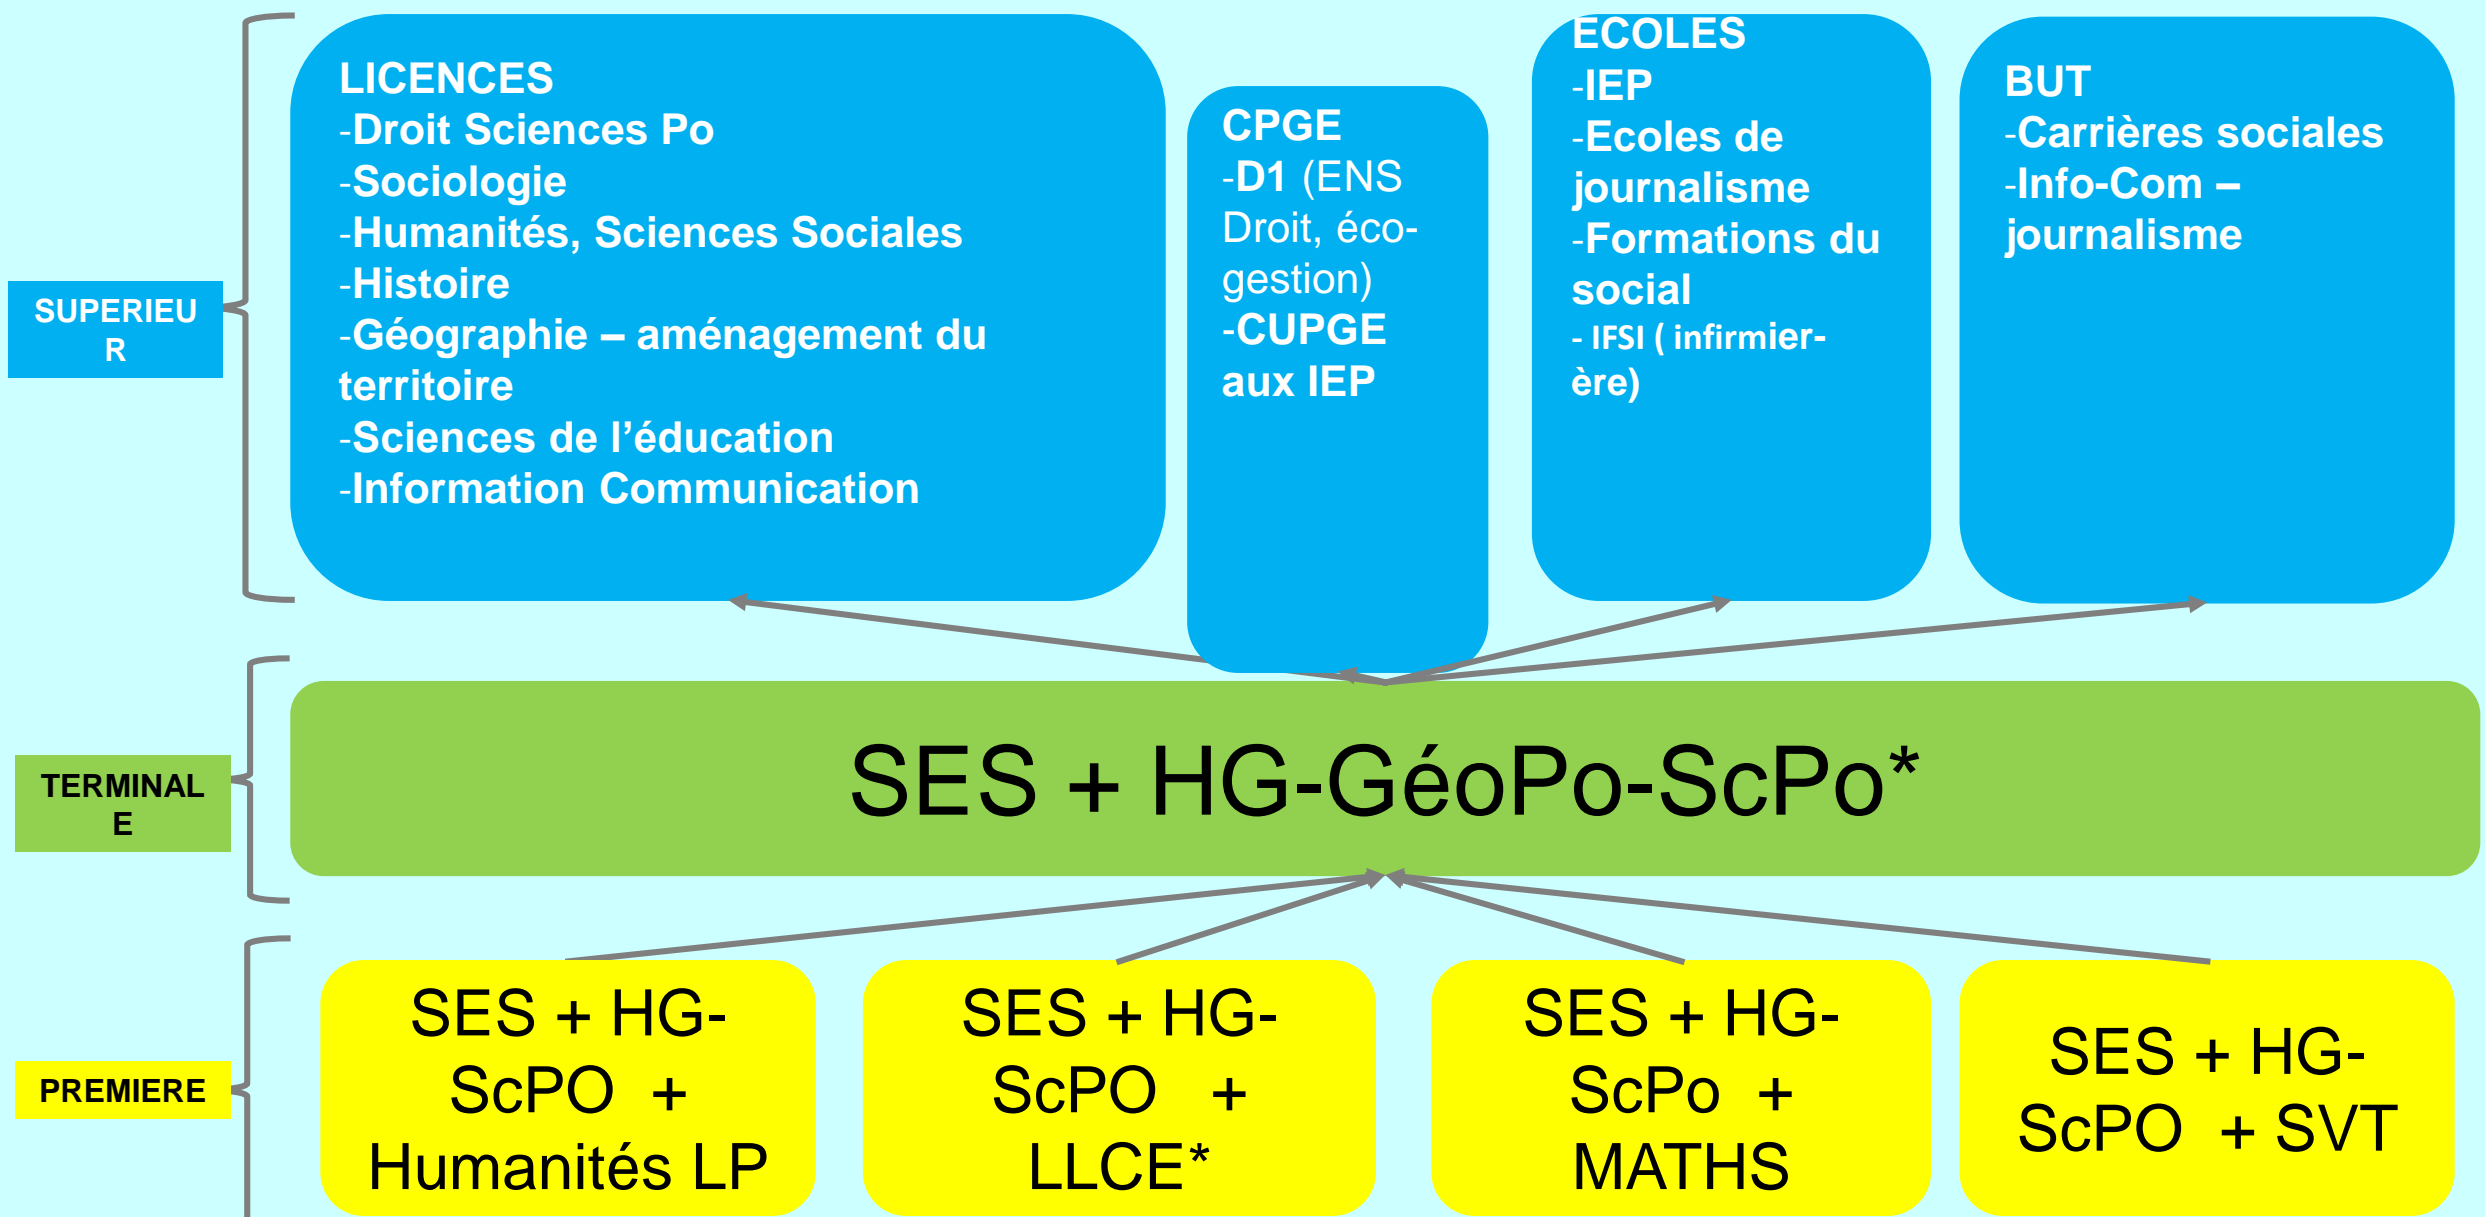 LICENCES
-Droit Sciences Po
-Sociologie
-Humanités, Sciences Sociales
-Histoire
-Géographie – aménagement du
territoire
-Sciences de l’éducation
-Information Communication
CPGE
-D1 (ENS
Droit, éco-
gestion)
-CUPGE
aux IEP
ECOLES
-IEP
-Ecoles de
journalisme
-Formations du
social
- IFSI ( infirmier-
ère)
BUT
-Carrières sociales
-Info-Com –
journalisme
SUPERIEU
R
TERMINAL
E
SES + HG-GéoPo-ScPo*
PREMIERE
SES + HG-
ScPO +
Humanités LP
SES + HG-
ScPO +
LLCE*
SES + HG-
ScPo +
MATHS
SES + HG-
ScPO + SVT